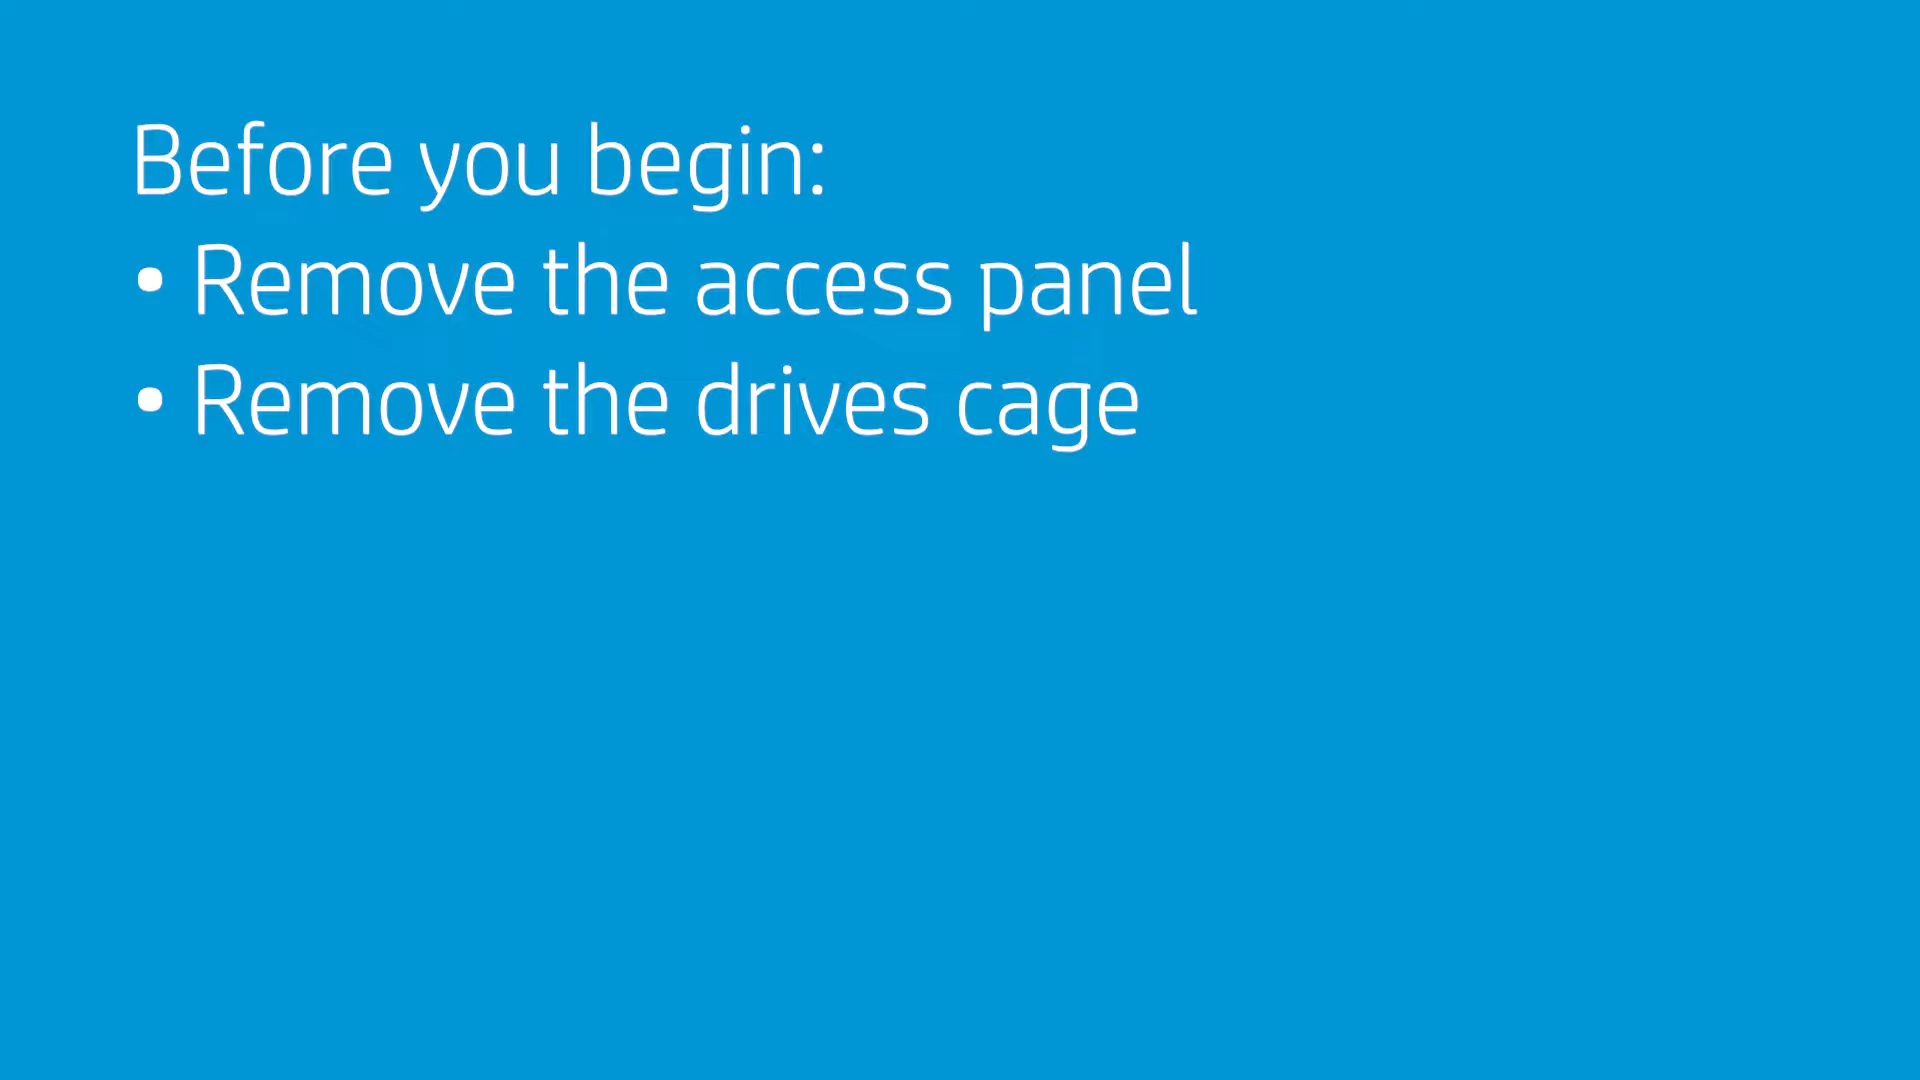 Before you begin:
• Remove the access panel
• Remove the drives cage